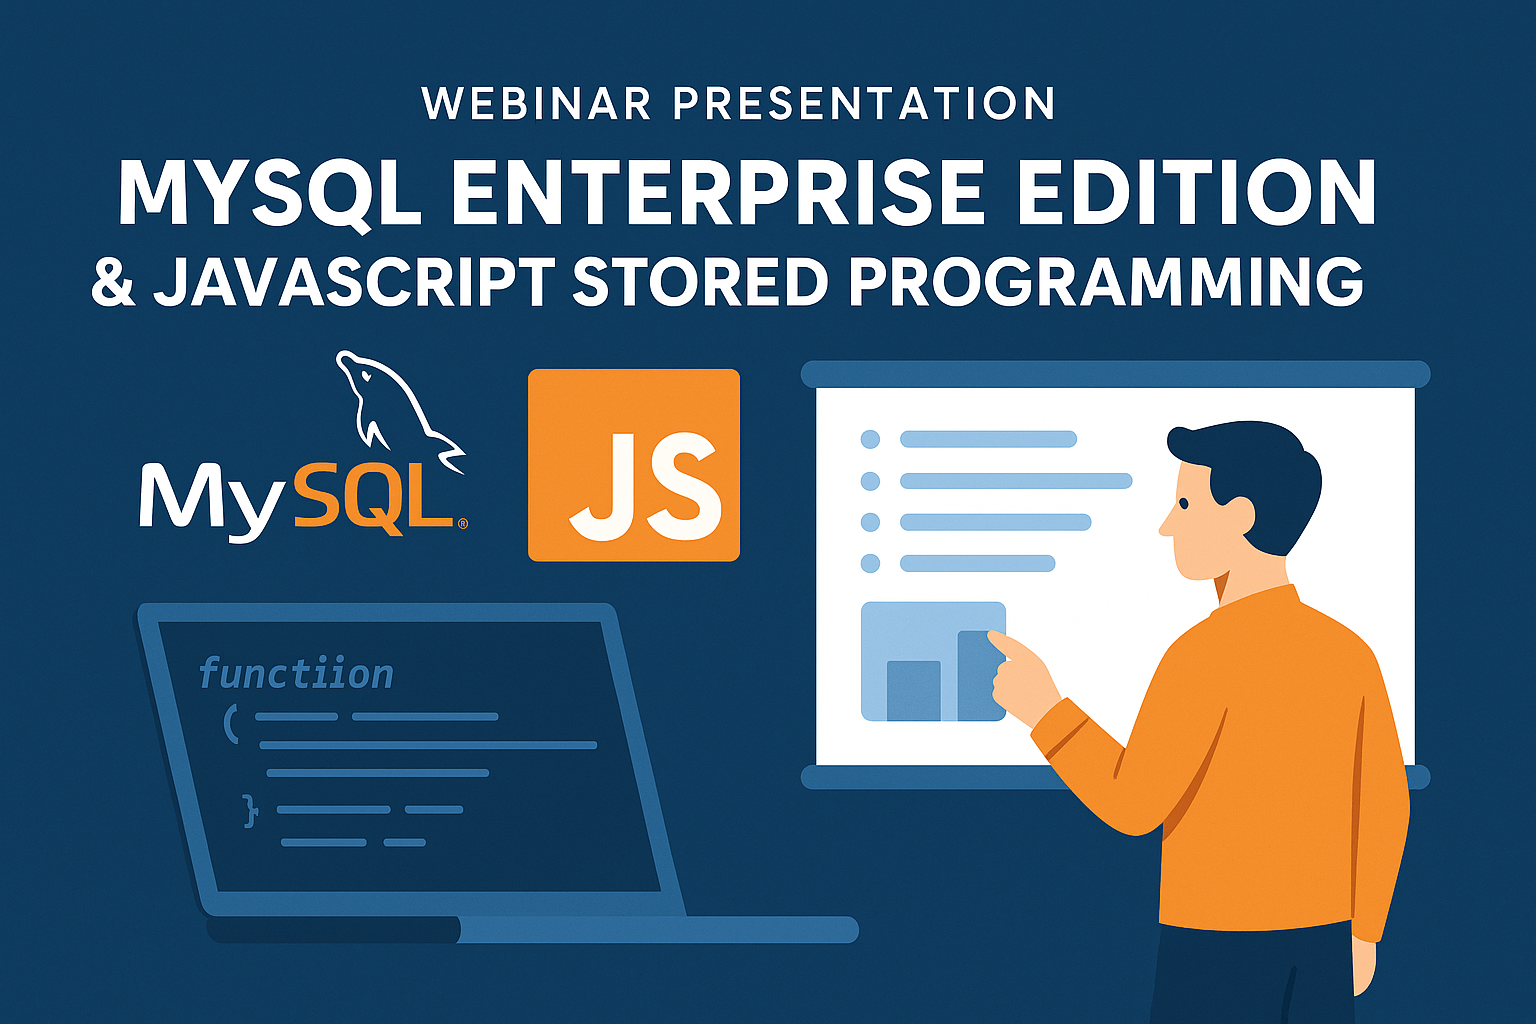 WEBINAR PRESENTATION
MYSQL ENTERPRISE EDITION
& JAVASCRIPT STORED PROGRAMMING
MySQL®
JS
functiion
(
}